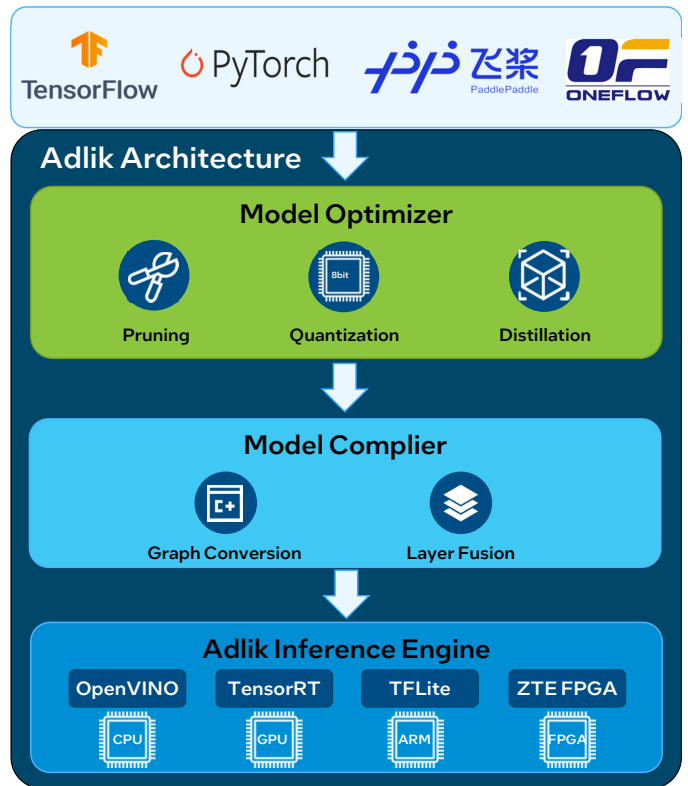 TensorFlow
PyTorch
飞桨
PaddlePaddle
OF
ONEFLOW
Adlik Architecture
Model Optimizer
8bit
Pruning
Quantization
Distillation
Model Complier
C+
Graph Conversion
Layer Fusion
Adlik Inference Engine
OpenVINO
TensorRT
TFLite
ZTE FPGA
CPU
GPU
ARM
FPGA